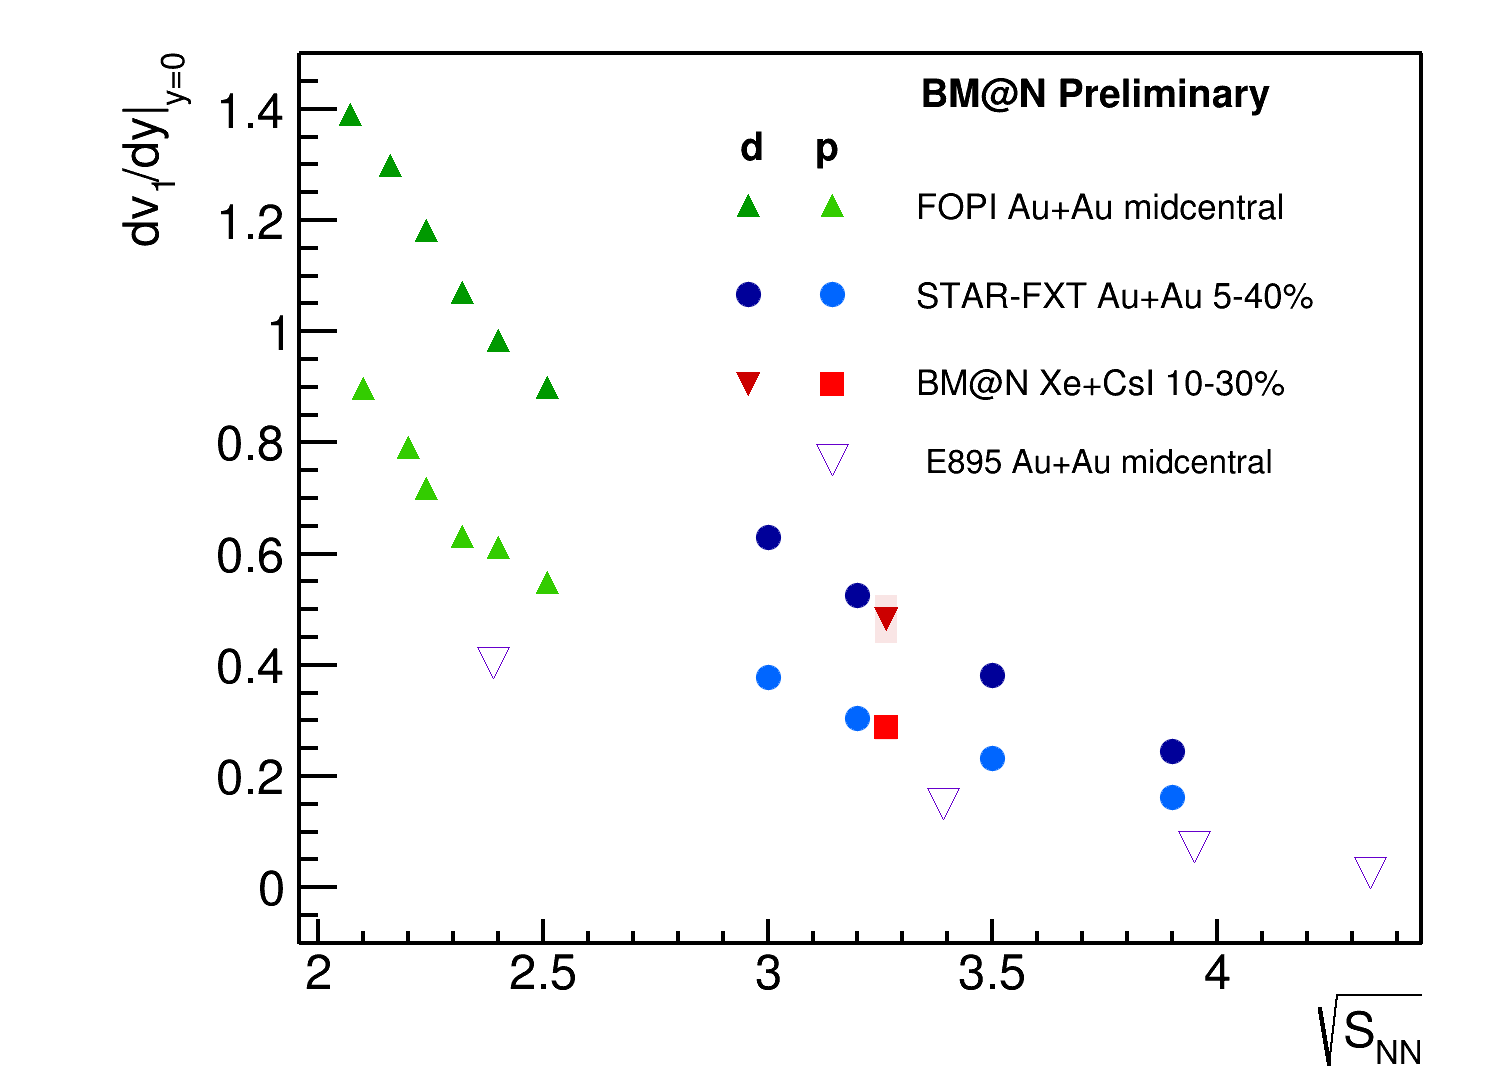 dv1/dy|y=0
BM@N Preliminary
d p
FOPI Au+Au midcentral
STAR-FXT Au+Au 5-40%
BM@N Xe+CsI 10-30%
E895 Au+Au midcentral
1.4
1.2
1
0.8
0.6
0.4
0.2
0
2 2.5 3 3.5 4
√SNN